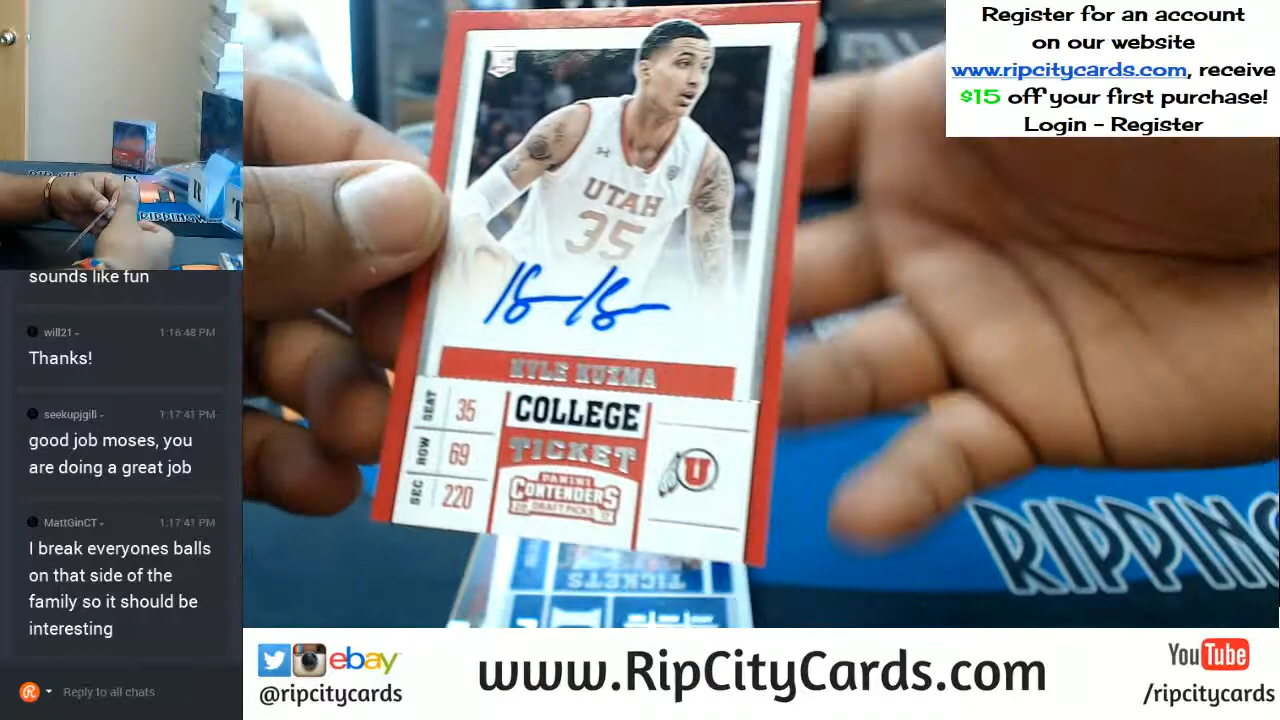 Register for an account
on our website
www.ripcitycards.com, receive
$15 off your first purchase!
Login - Register
sounds like fun
will21
1:16:48 PM
Thanks!
seekupjgill
1:17:41 PM
good job moses, you
are doing a great job
MattGinCT
1:17:41 PM
I break everyones balls
on that side of the
family so it should be
interesting
Reply to all chats
RIPPING
UTAH
35
KYLE KUZMA
SEAT 35
ROW 69
SEC 220
COLLEGE
TICKET
PANINI
CONTENDERS
DRAFT PICKS
U
TICKETS
RIPPING
ebay
@ripcitycards
www.RipCityCards.com
YouTube
/ripcitycards